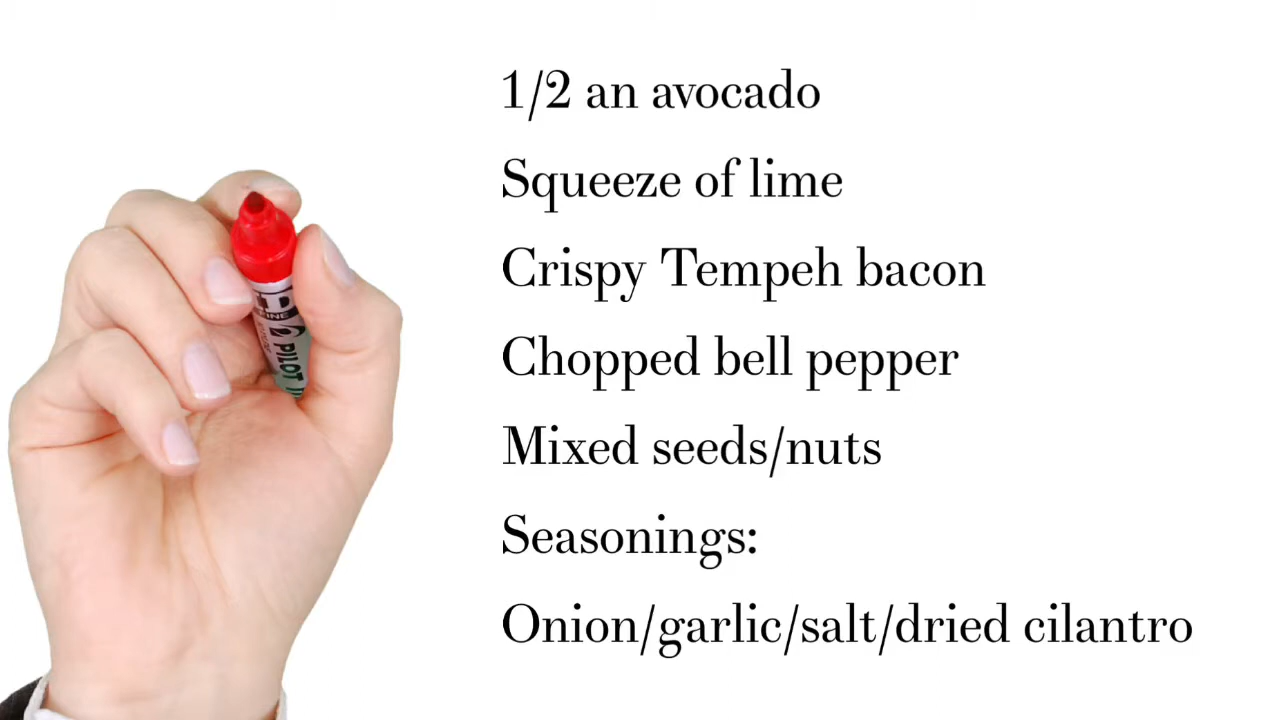 1/2 an avocado
Squeeze of lime
Crispy Tempeh bacon
Chopped bell pepper
Mixed seeds/nuts
Seasonings:
Onion/garlic/salt/dried cilantro
PILOT